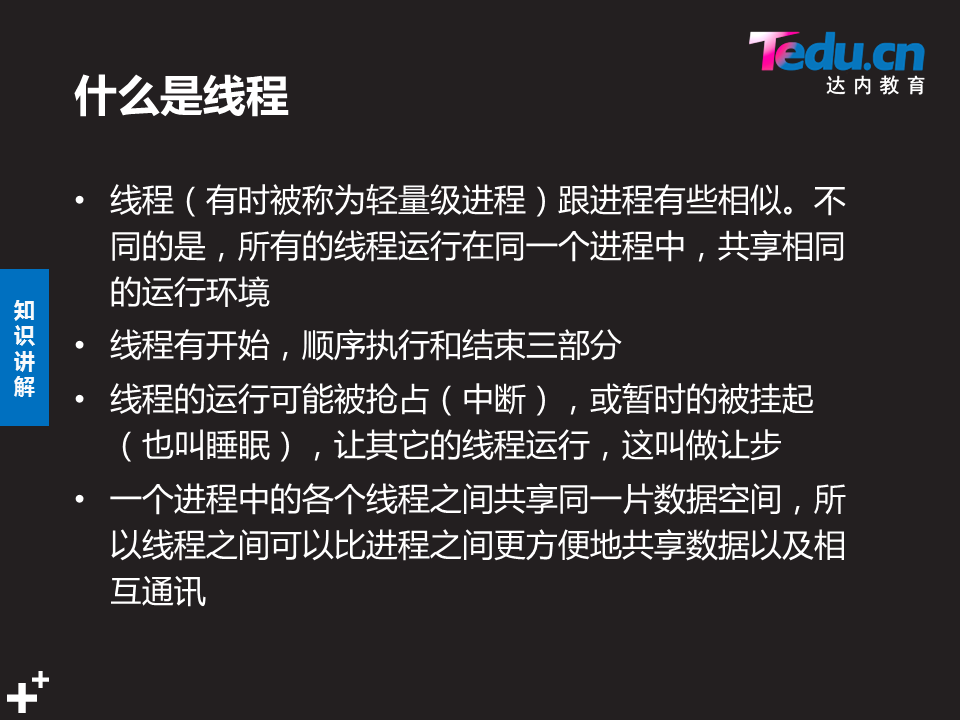 Tedu.cn
达内教育
什么是线程
• 线程（有时被称为轻量级进程）跟进程有些相似。不
同的是，所有的线程运行在同一个进程中，共享相同
的运行环境
• 线程有开始，顺序执行和结束三部分
• 线程的运行可能被抢占（中断），或暂时的被挂起
（也叫睡眠），让其它的线程运行，这叫做让步
• 一个进程中的各个线程之间共享同一片数据空间，所
以线程之间可以比进程之间更方便地共享数据以及相
互通讯
知
识
讲
解